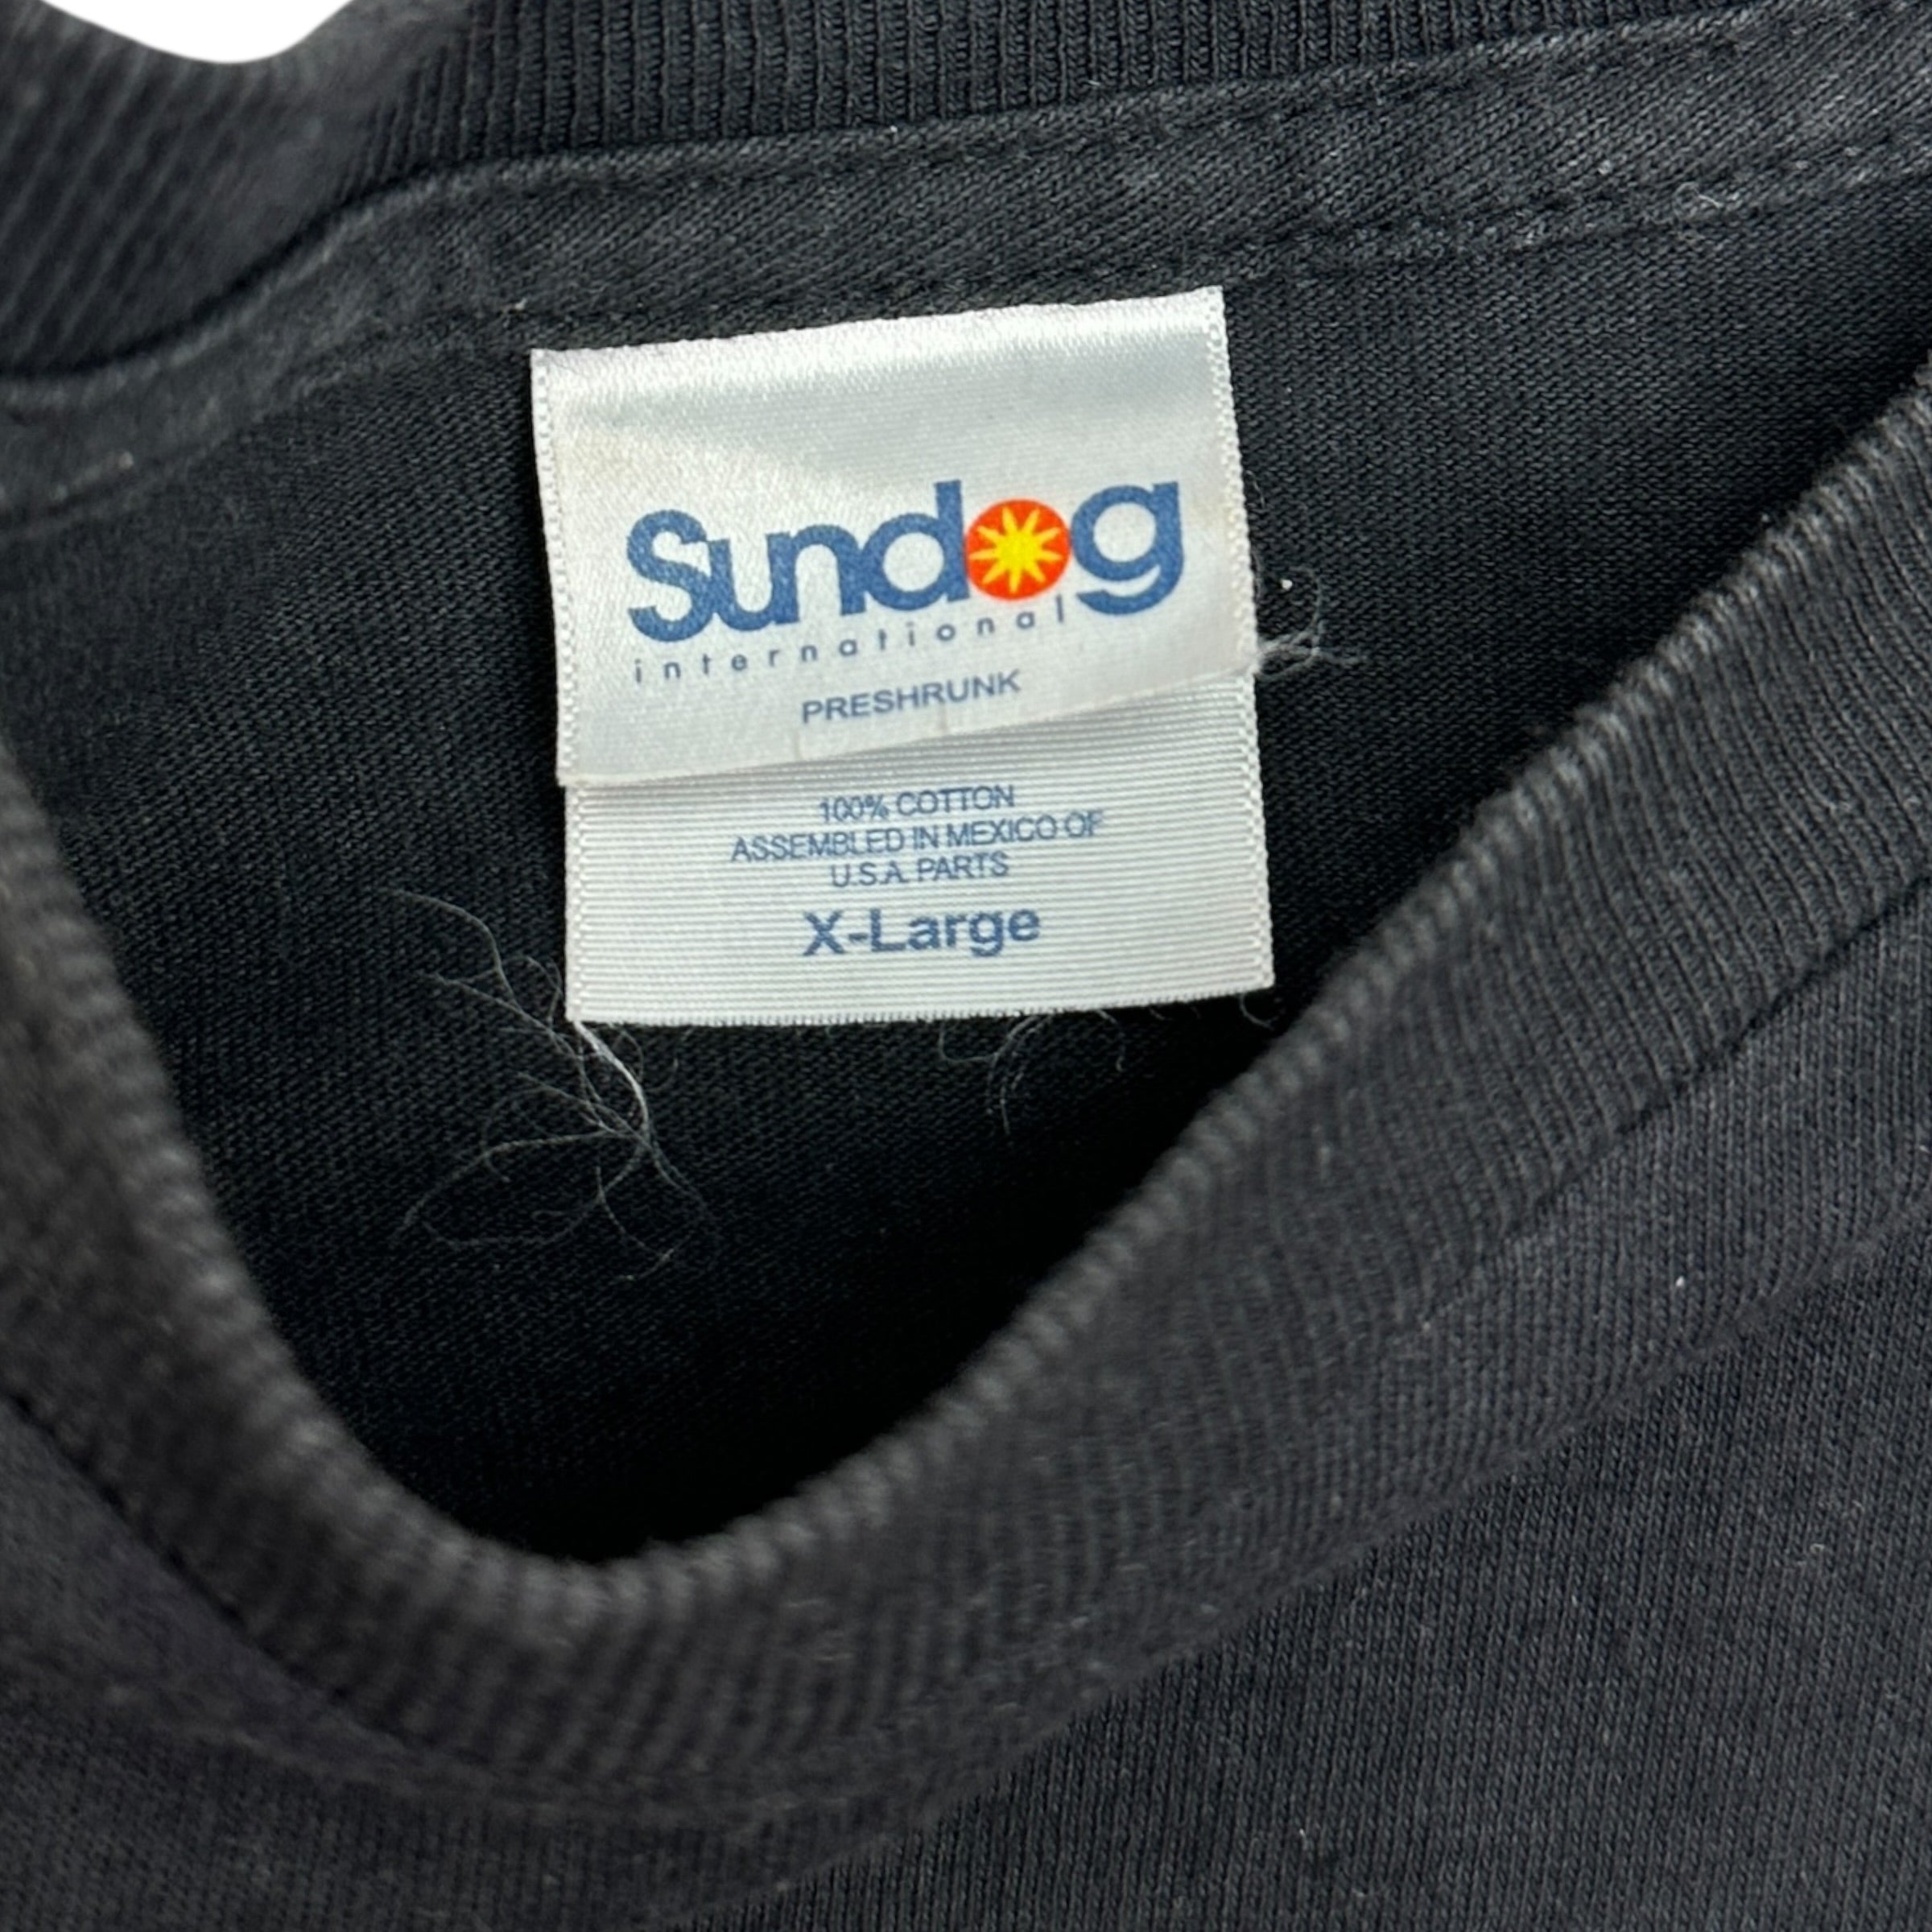 Sundog
international
PRESHRUNK
100% COTTON
ASSEMBLED IN MEXICO OF
U.S.A. PARTS
X-Large